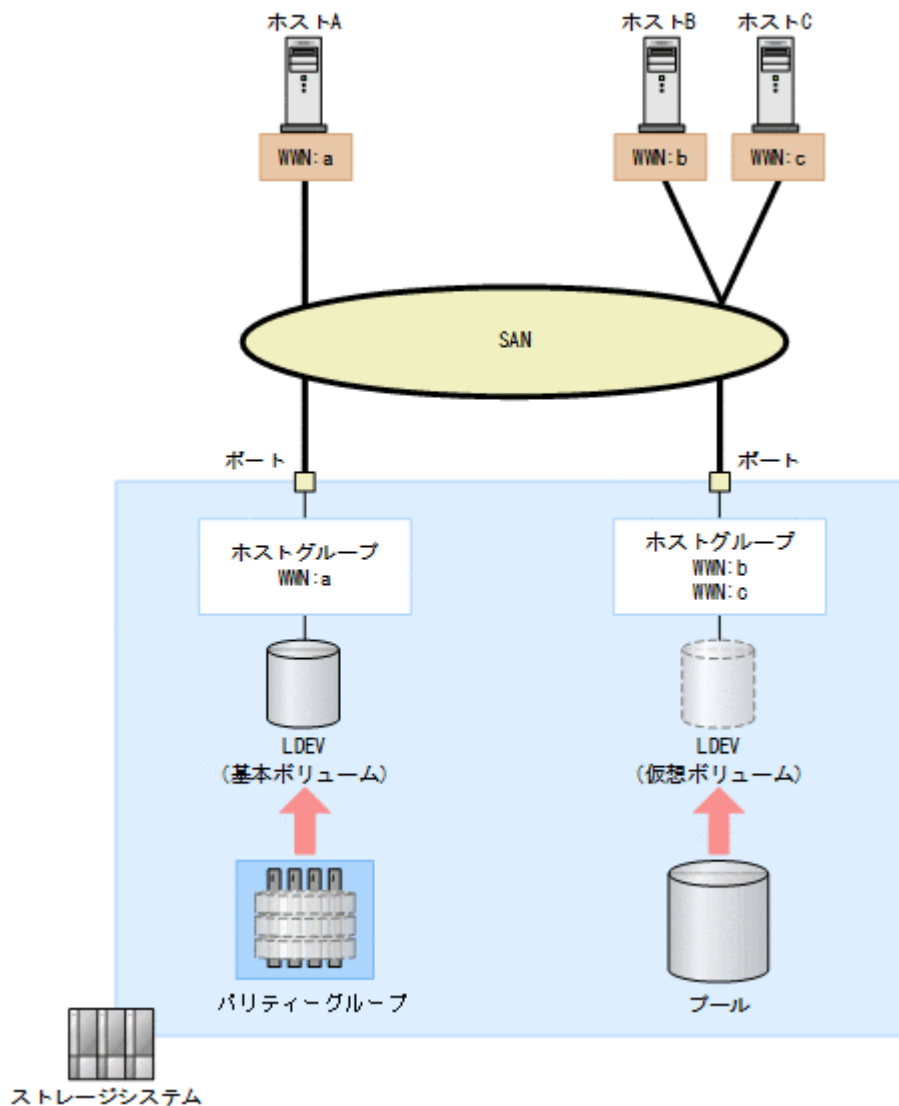 ホストA
ホストB
ホストC
WWN:a
WWN:b
WWN:c
SAN
ポート
ポート
ホストグループ
WWN:a
ホストグループ
WWN:b
WWN:c
LDEV
(基本ボリューム)
LDEV
(仮想ボリューム)
パリティーグループ
プール
ストレージシステム